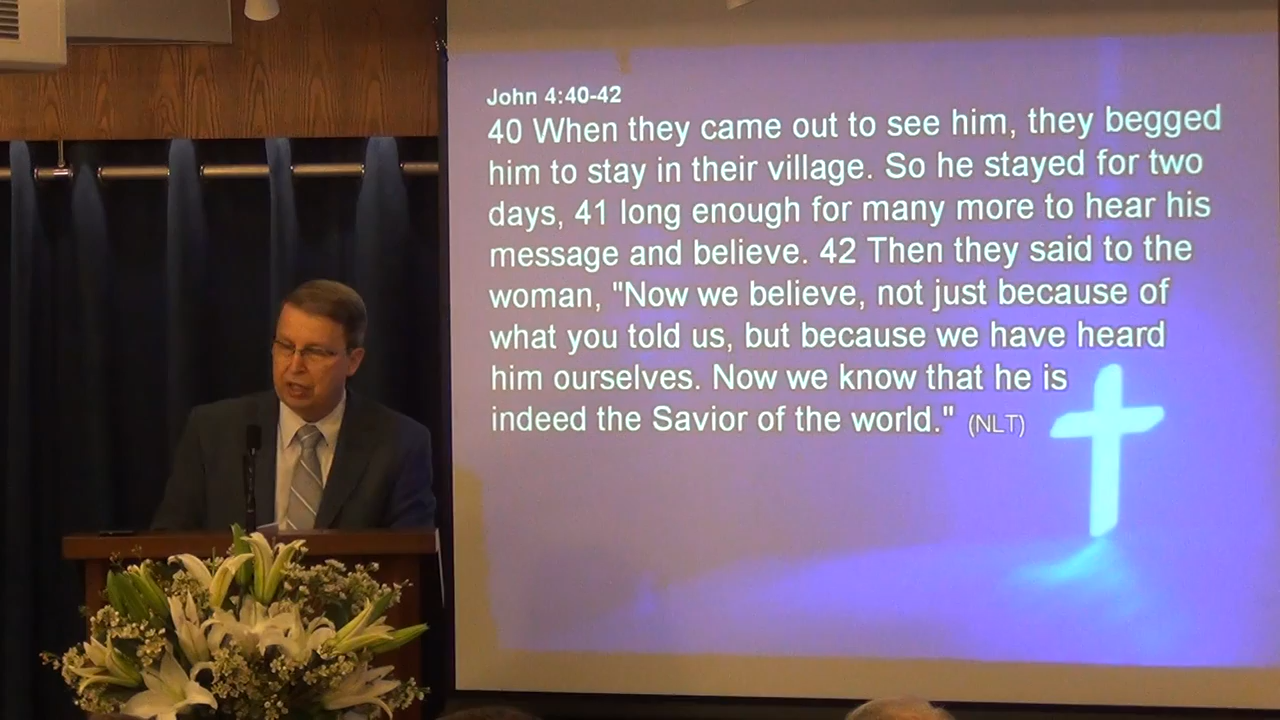 John 4:40-42
40 When they came out to see him, they begged
him to stay in their village. So he stayed for two
days, 41 long enough for many more to hear his
message and believe. 42 Then they said to the
woman, "Now we believe, not just because of
what you told us, but because we have heard
him ourselves. Now we know that he is
indeed the Savior of the world." (NLT)